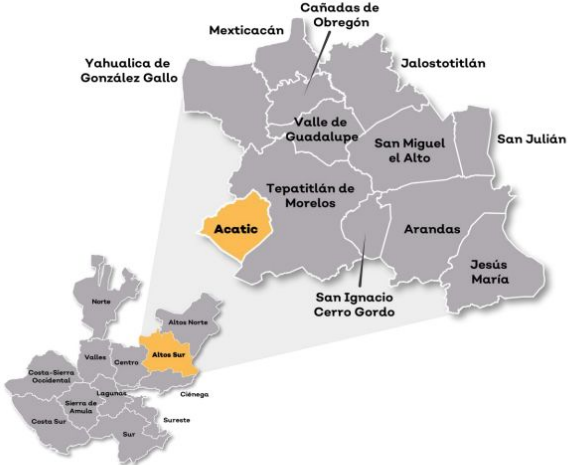 Cañadas de
Obregón
Mexticacán
Yahualica de
González Gallo
Jalostotitlán
Valle de
Guadalupe
San Miguel
el Alto
San Julián
Tepatitlán de
Morelos
Acatic
Arandas
Jesús
María
San Ignacio
Cerro Gordo
Norte
Altos Norte
Valles
Centro
Altos Sur
Costa-Sierra
Occidental
Lagunas
Ciénega
Sierra de
Amula
Costa Sur
Sureste
Sur